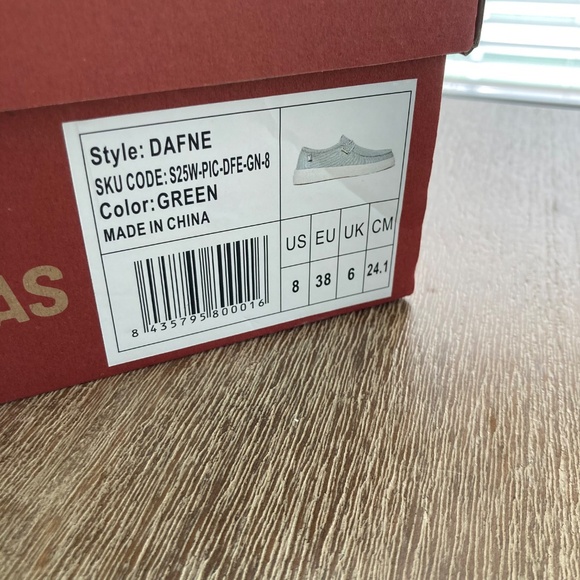 Style: DAFNE
SKU CODE: S25W-PIC-DFE-GN-8
Color: GREEN
MADE IN CHINA
US EU UK CM
8 38 6 24.1
8 435795 800016
AS